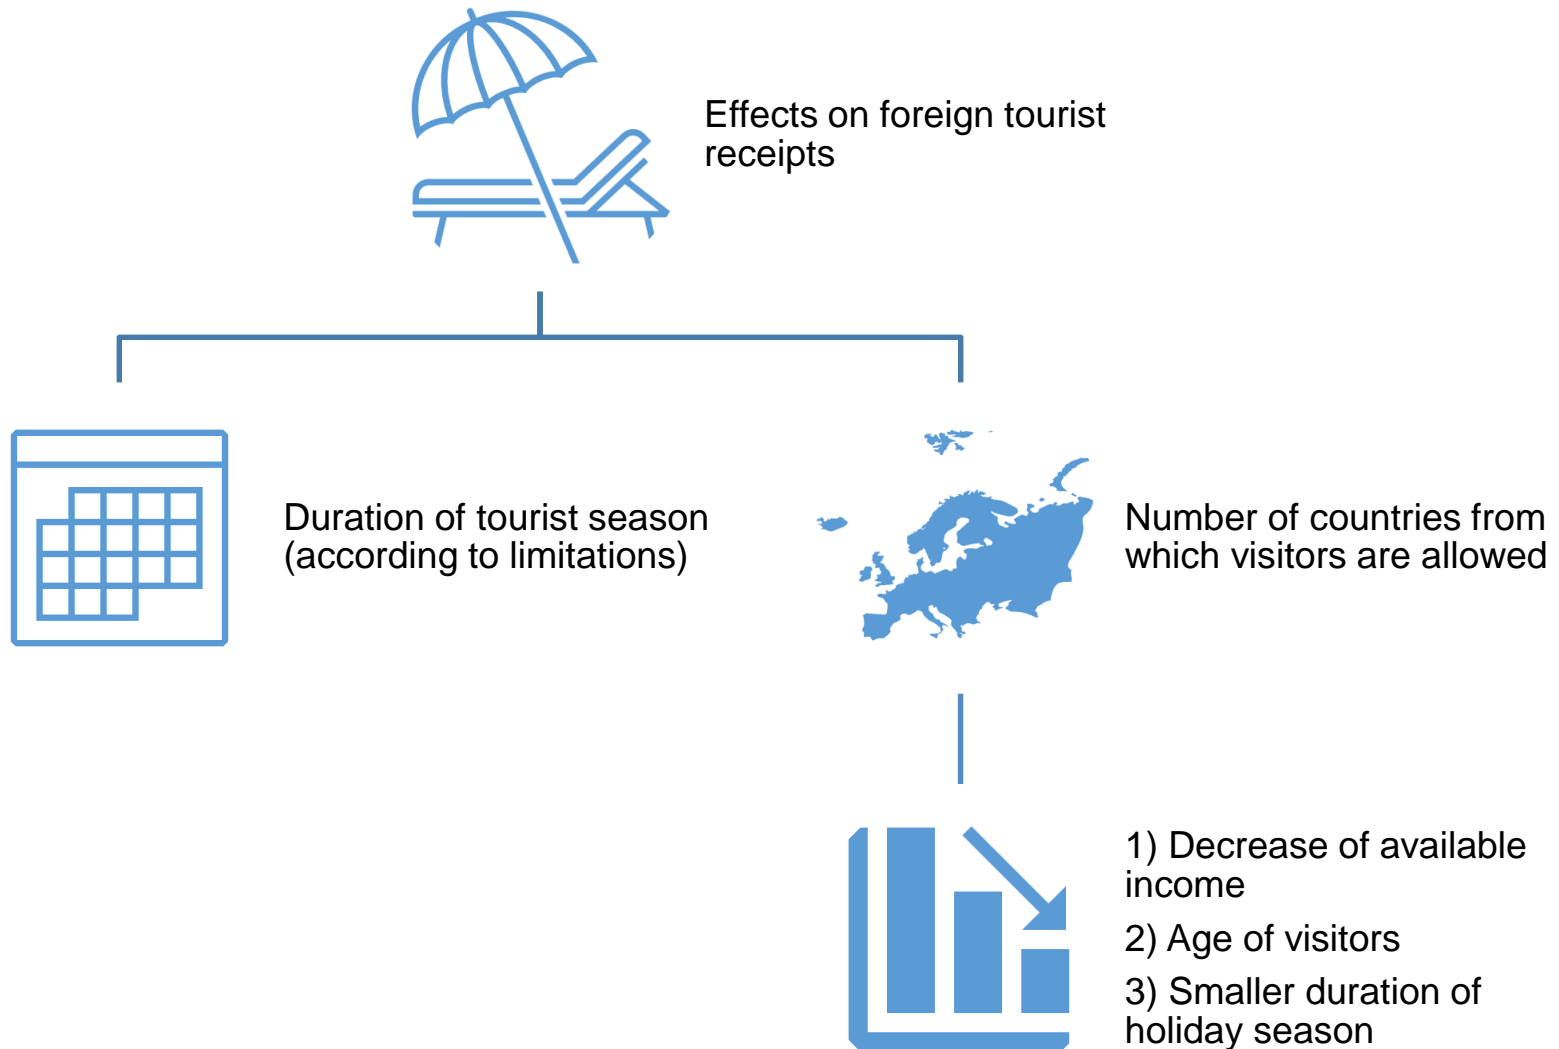 Effects on foreign tourist
receipts
Duration of tourist season
(according to limitations)
Number of countries from
which visitors are allowed
1) Decrease of available
income
2) Age of visitors
3) Smaller duration of
holiday season